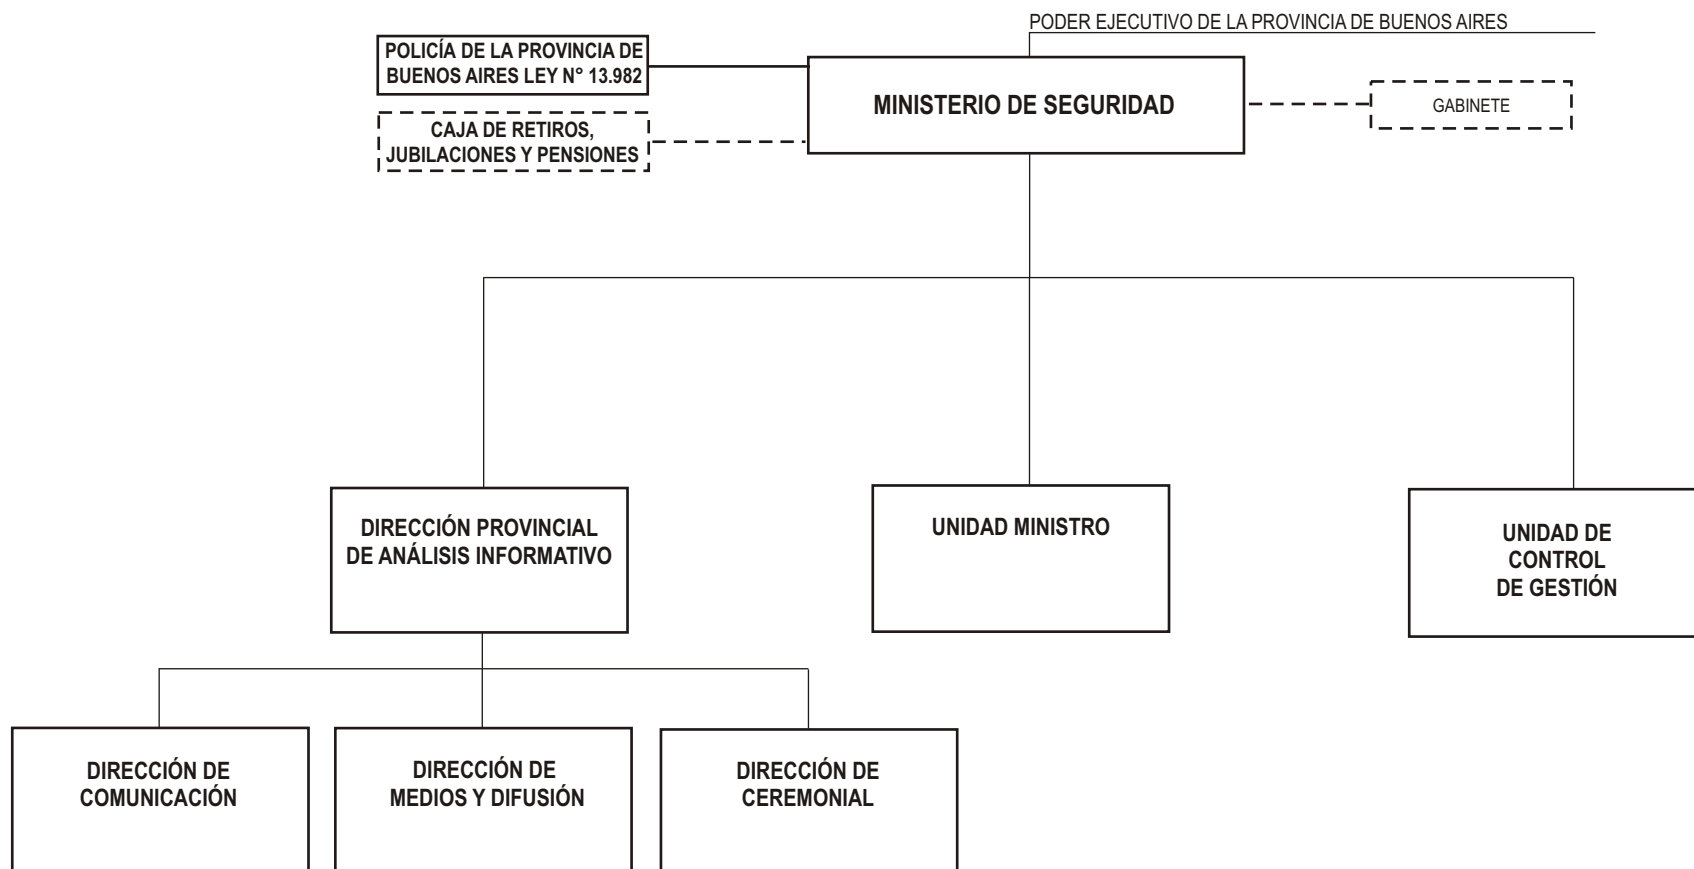 PODER EJECUTIVO DE LA PROVINCIA DE BUENOS AIRES
POLICÍA DE LA PROVINCIA DE
BUENOS AIRES LEY N° 13.982
MINISTERIO DE SEGURIDAD
GABINETE
CAJA DE RETIROS,
JUBILACIONES Y PENSIONES
DIRECCIÓN PROVINCIAL
DE ANÁLISIS INFORMATIVO
UNIDAD MINISTRO
UNIDAD DE
CONTROL
DE GESTIÓN
DIRECCIÓN DE
COMUNICACIÓN
DIRECCIÓN DE
MEDIOS Y DIFUSIÓN
DIRECCIÓN DE
CEREMONIAL